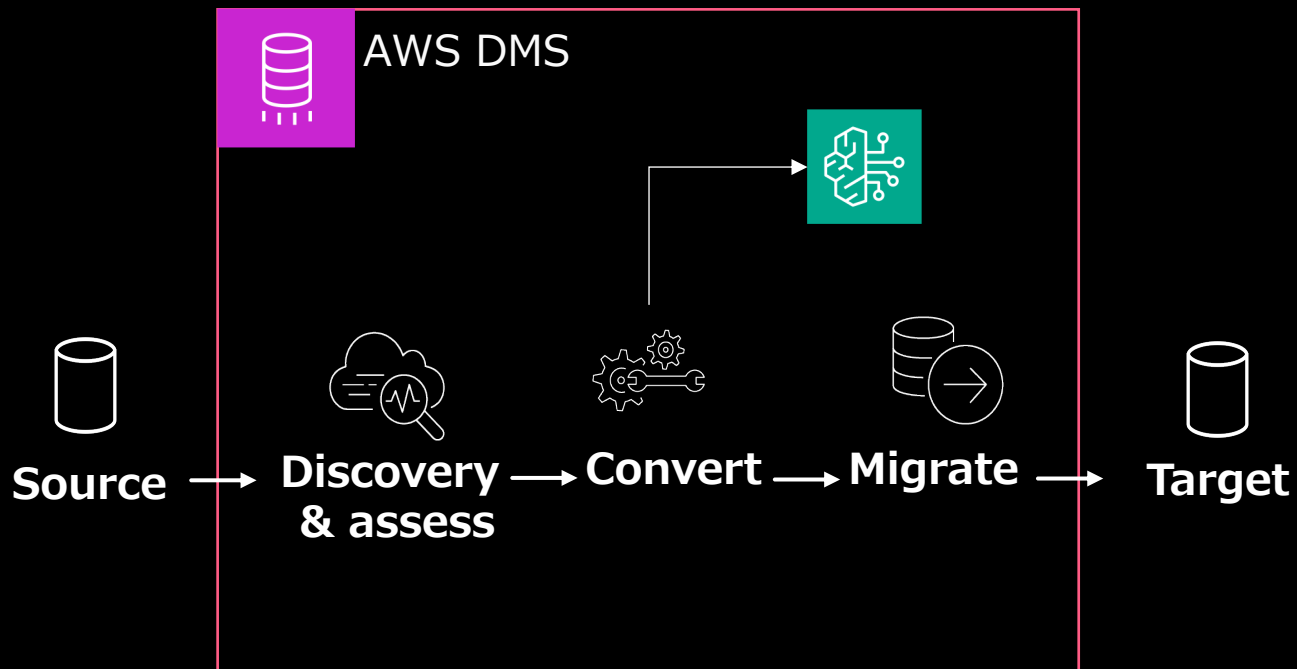 AWS DMS
Source
Discovery
& assess
Convert
Migrate
Target